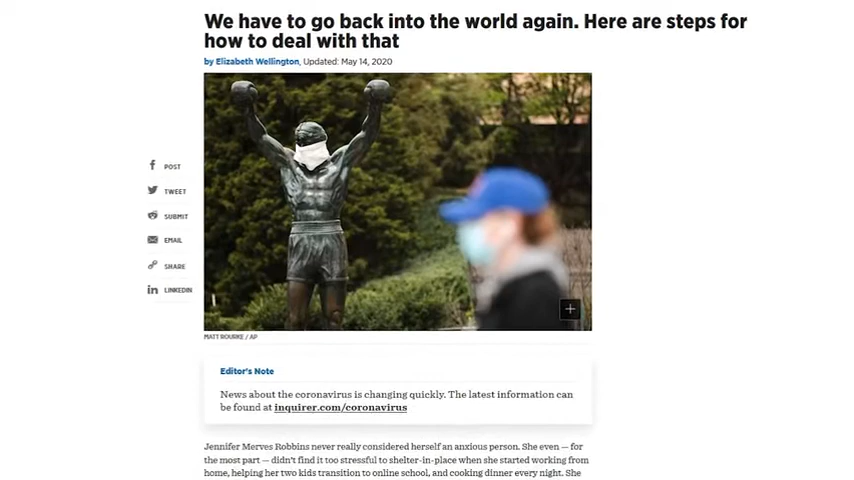 We have to go back into the world again. Here are steps for
how to deal with that
by Elizabeth Wellington, Updated: May 14, 2020
POST
TWEET
SUBMIT
EMAIL
SHARE
LINKEDIN
MATT ROURKE / AP
Editor's Note
News about the coronavirus is changing quickly. The latest information can
be found at inquirer.com/coronavirus
Jennifer Merves Robbins never really considered herself an anxious person. She even — for
the most part — didn't find it too stressful to shelter-in-place when she started working from
home, helping her two kids transition to online school, and cooking dinner every night. She